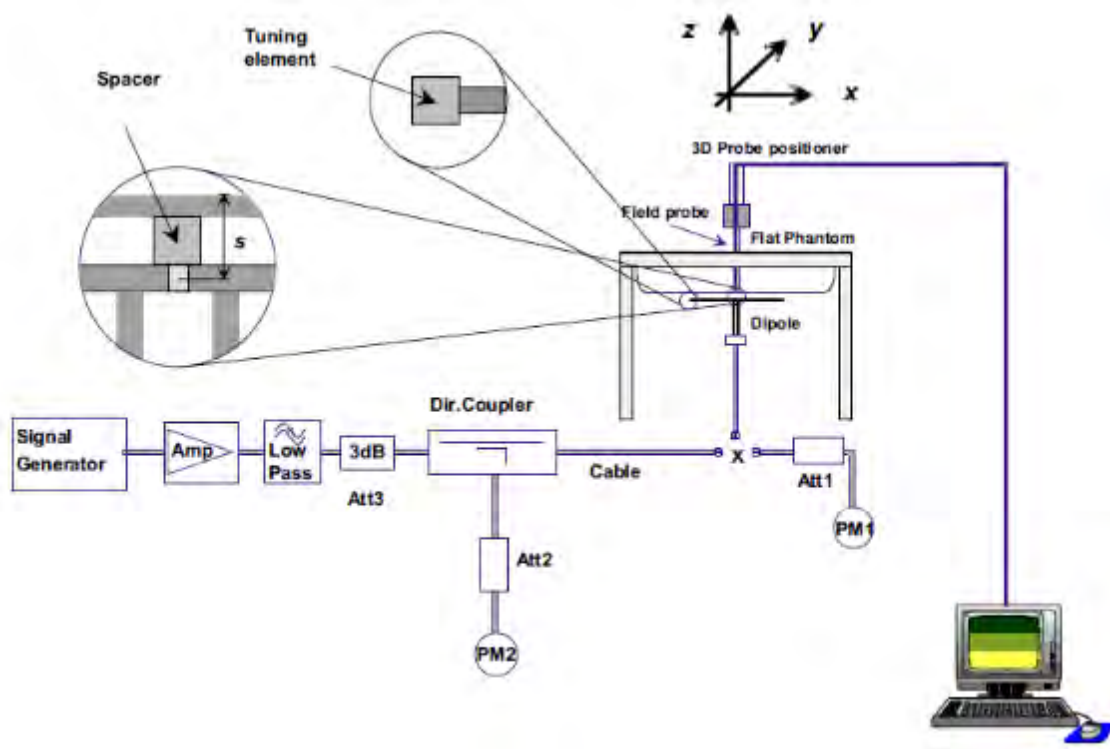 Tuning
element
z
y
x
Spacer
s
3D Probe positioner
Field probe
Flat Phantom
Dipole
Dir.Coupler
Signal
Generator
Amp
Low
Pass
3dB
Att3
Cable
x
Att1
PM1
Att2
PM2